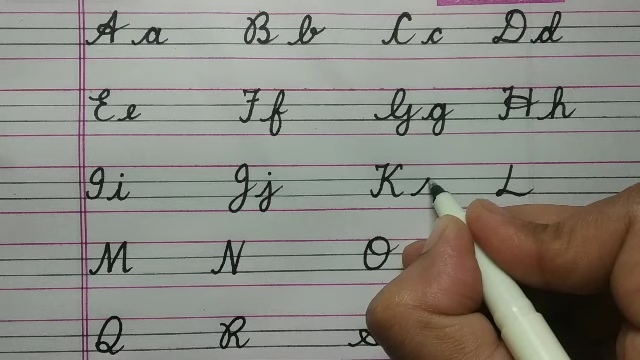 A a B b C c D d
E e F f G g H h
I i J j K L
M N O
Q R